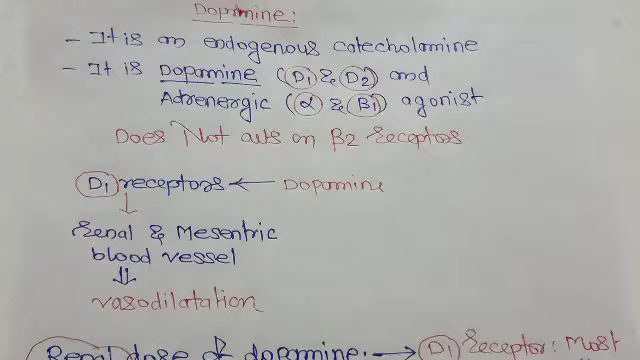 Dopamine:
- It is an endogenous catecholamine
- It is Dopamine (D1 & D2) and
Adrenergic (α & β1) agonist
Does Not acts on β2 receptors
D1 receptors ← Dopamine
↓
Renal & Mesentric
blood vessel
⇓
vasodilatation
Renal dose of dopamine: → D1 Receptor: Most